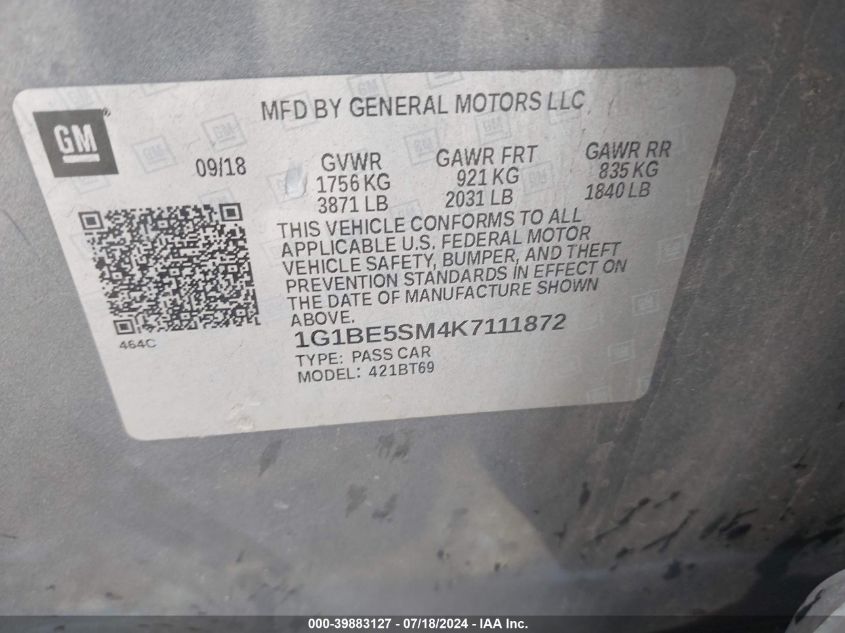 MFD BY GENERAL MOTORS LLC
GM
09/18
GVWR
1756 KG
3871 LB
GAWR FRT
921 KG
2031 LB
GAWR RR
835 KG
1840 LB
THIS VEHICLE CONFORMS TO ALL
APPLICABLE U.S. FEDERAL MOTOR
VEHICLE SAFETY, BUMPER, AND THEFT
PREVENTION STANDARDS IN EFFECT ON
THE DATE OF MANUFACTURE SHOWN
ABOVE.
464C
1G1BE5SM4K7111872
TYPE: PASS CAR
MODEL: 421BT69
000-39883127 - 07/18/2024 - IAA Inc.